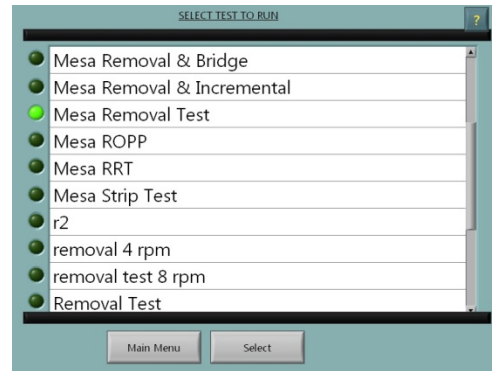 SELECT TEST TO RUN
?
Mesa Removal & Bridge
Mesa Removal & Incremental
Mesa Removal Test
Mesa ROPP
Mesa RRT
Mesa Strip Test
r2
removal 4 rpm
removal test 8 rpm
Removal Test
Main Menu
Select